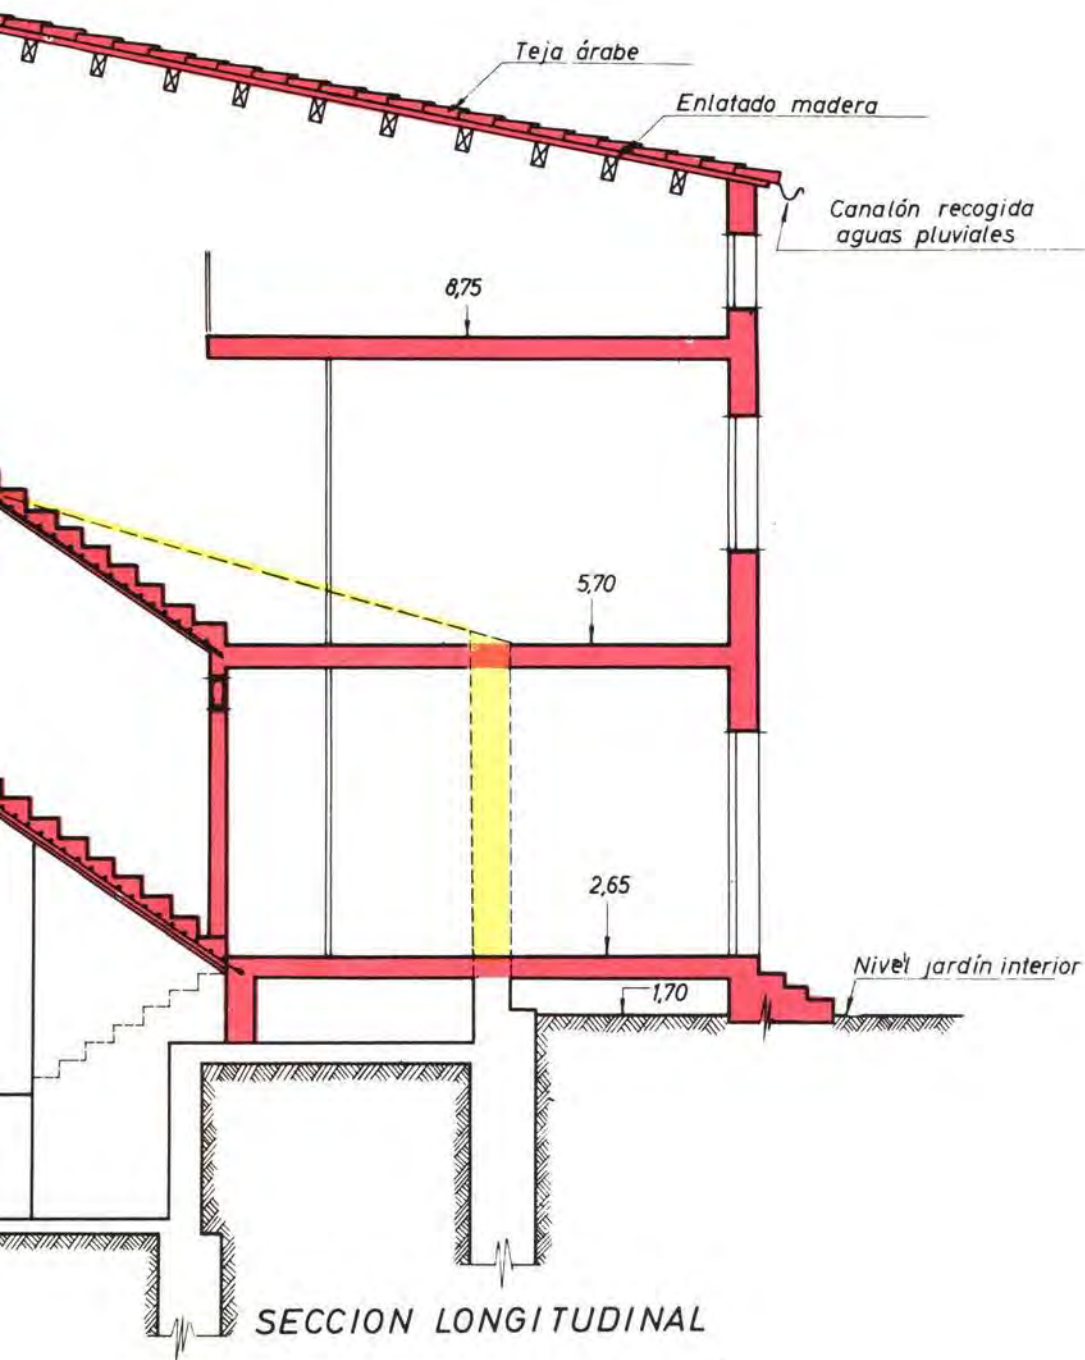 Teja árabe
Enlatado madera
Canalón recogida
aguas pluviales
8,75
5,70
2,65
Nivel jardín interior
1,70
SECCION LONGITUDINAL